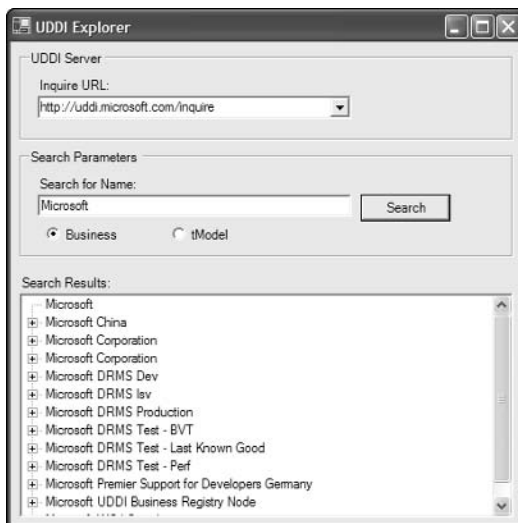 UDDI Explorer
UDDI Server
Inquire URL:
http://uddi.microsoft.com/inquire
Search Parameters
Search for Name:
Microsoft
Search
Business tModel
Search Results:
Microsoft
Microsoft China
Microsoft Corporation
Microsoft Corporation
Microsoft DRMS Dev
Microsoft DRMS Isv
Microsoft DRMS Production
Microsoft DRMS Test - BVT
Microsoft DRMS Test - Last Known Good
Microsoft DRMS Test - Perf
Microsoft Premier Support for Developers Germany
Microsoft UDDI Business Registry Node